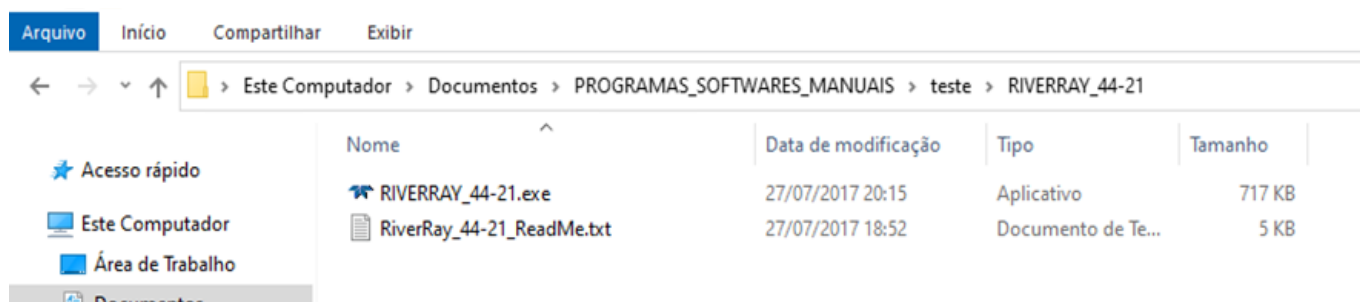 Arquivo Início Compartilhar Exibir
Este Computador > Documentos > PROGRAMAS_SOFTWARES_MANUAIS > teste > RIVERRAY_44-21
Nome Data de modificação Tipo Tamanho
Acesso rápido
RIVERRAY_44-21.exe 27/07/2017 20:15 Aplicativo 717 KB
Este Computador
RiverRay_44-21_ReadMe.txt 27/07/2017 18:52 Documento de Te... 5 KB
Área de Trabalho
Documentos